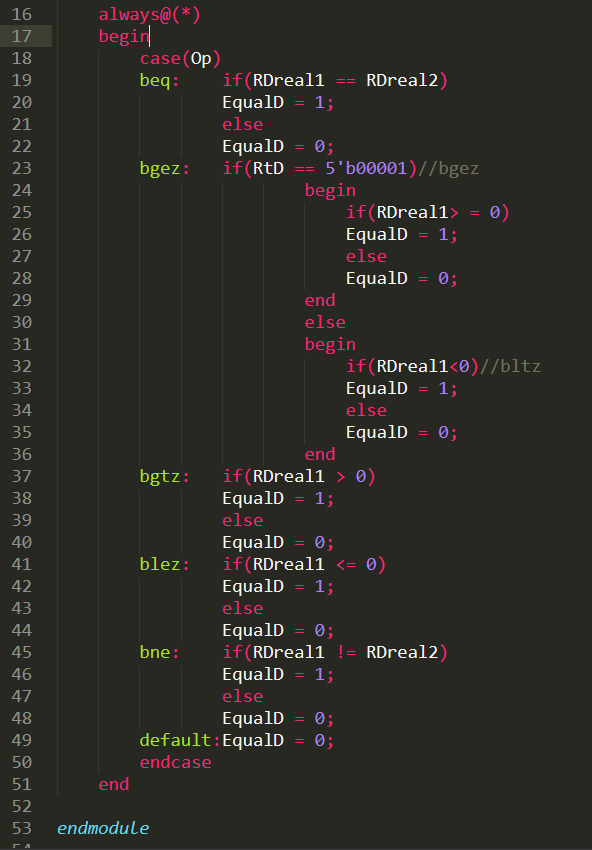 16 always@(*)
17 begin
18 case(Op)
19 beq: if(RDreal1 == RDreal2)
20 EqualD = 1;
21 else
22 EqualD = 0;
23 bgez: if(RtD == 5'b00001)//bgez
24 begin
25 if(RDreal1> = 0)
26 EqualD = 1;
27 else
28 EqualD = 0;
29 end
30 else
31 begin
32 if(RDreal1<0)//bltz
33 EqualD = 1;
34 else
35 EqualD = 0;
36 end
37 bgtz: if(RDreal1 > 0)
38 EqualD = 1;
39 else
40 EqualD = 0;
41 blez: if(RDreal1 <= 0)
42 EqualD = 1;
43 else
44 EqualD = 0;
45 bne: if(RDreal1 != RDreal2)
46 EqualD = 1;
47 else
48 EqualD = 0;
49 default:EqualD = 0;
50 endcase
51 end
52
53 endmodule